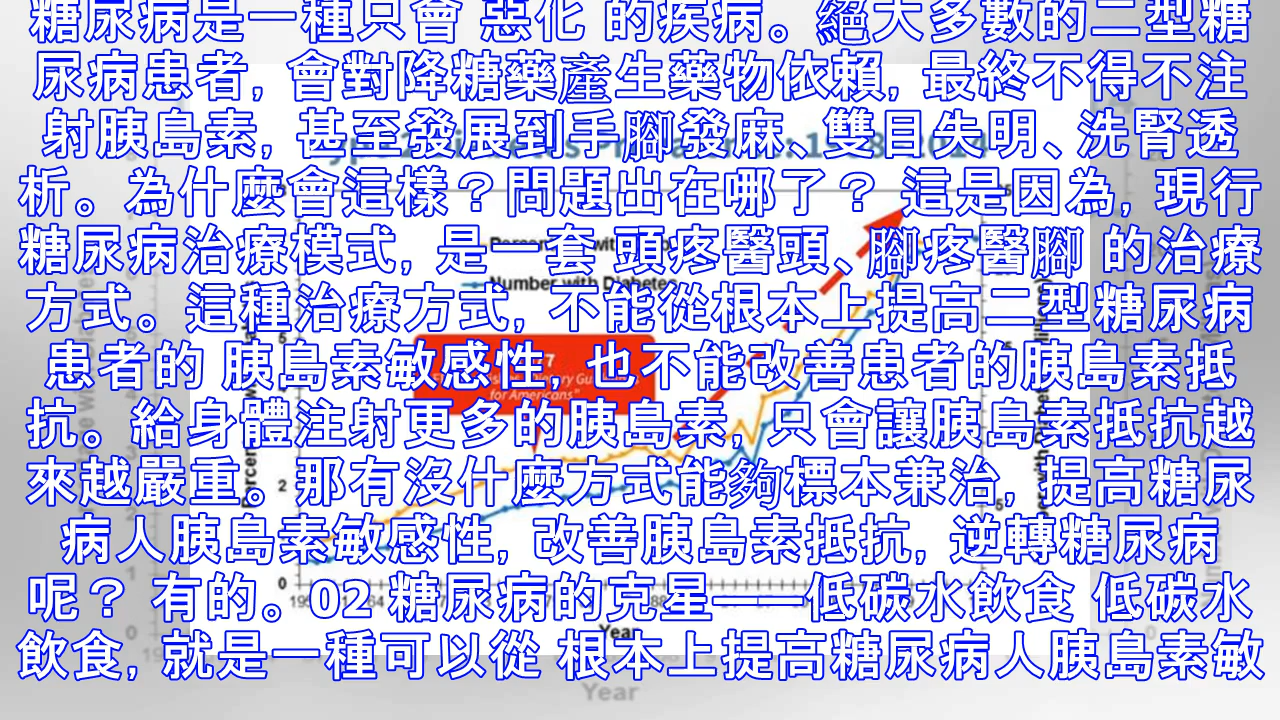 糖尿病是一種只會 惡化 的疾病。絕大多數的二型糖
尿病患者, 會對降糖藥產生藥物依賴, 最終不得不注
射胰島素, 甚至發展到手腳發麻、雙目失明、洗腎透
析。為什麼會這樣？問題出在哪了？ 這是因為, 現行
糖尿病治療模式, 是一套 頭疼醫頭、腳疼醫腳 的治療
方式。這種治療方式, 不能從根本上提高二型糖尿病
患者的 胰島素敏感性, 也不能改善患者的胰島素抵
抗。給身體注射更多的胰島素, 只會讓胰島素抵抗越
來越嚴重。那有沒什麼方式能夠標本兼治, 提高糖尿
病人胰島素敏感性, 改善胰島素抵抗, 逆轉糖尿病
呢？ 有的。02 糖尿病的克星——低碳水飲食 低碳水
飲食, 就是一種可以從 根本上提高糖尿病人胰島素敏
Number with Diabetes
for Americans"
Year
Year